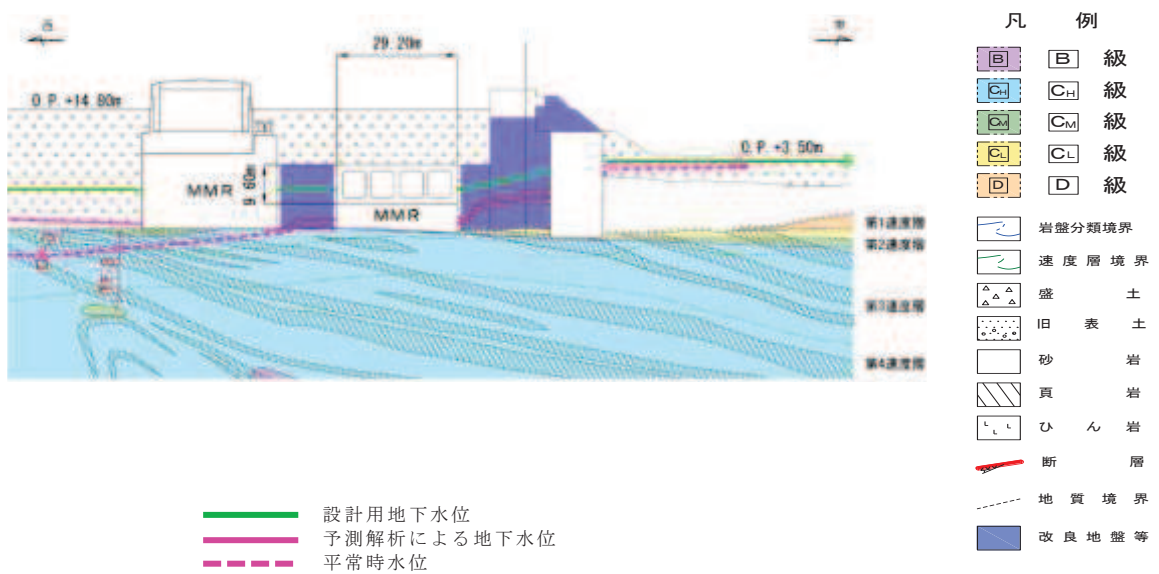 西
東
29.20m
O.P.+14.80m
O.P.+3.50m
MMR
9.60m
MMR
第1速度層
第2速度層
第3速度層
第4速度層
凡 例
B B 級
CH CH 級
CM CM 級
CL CL 級
D D 級
岩盤分類境界
速度層境界
盛土
旧表土
砂岩
頁岩
ひん岩
断層
地質境界
改良地盤等
設計用地下水位
予測解析による地下水位
平常時水位